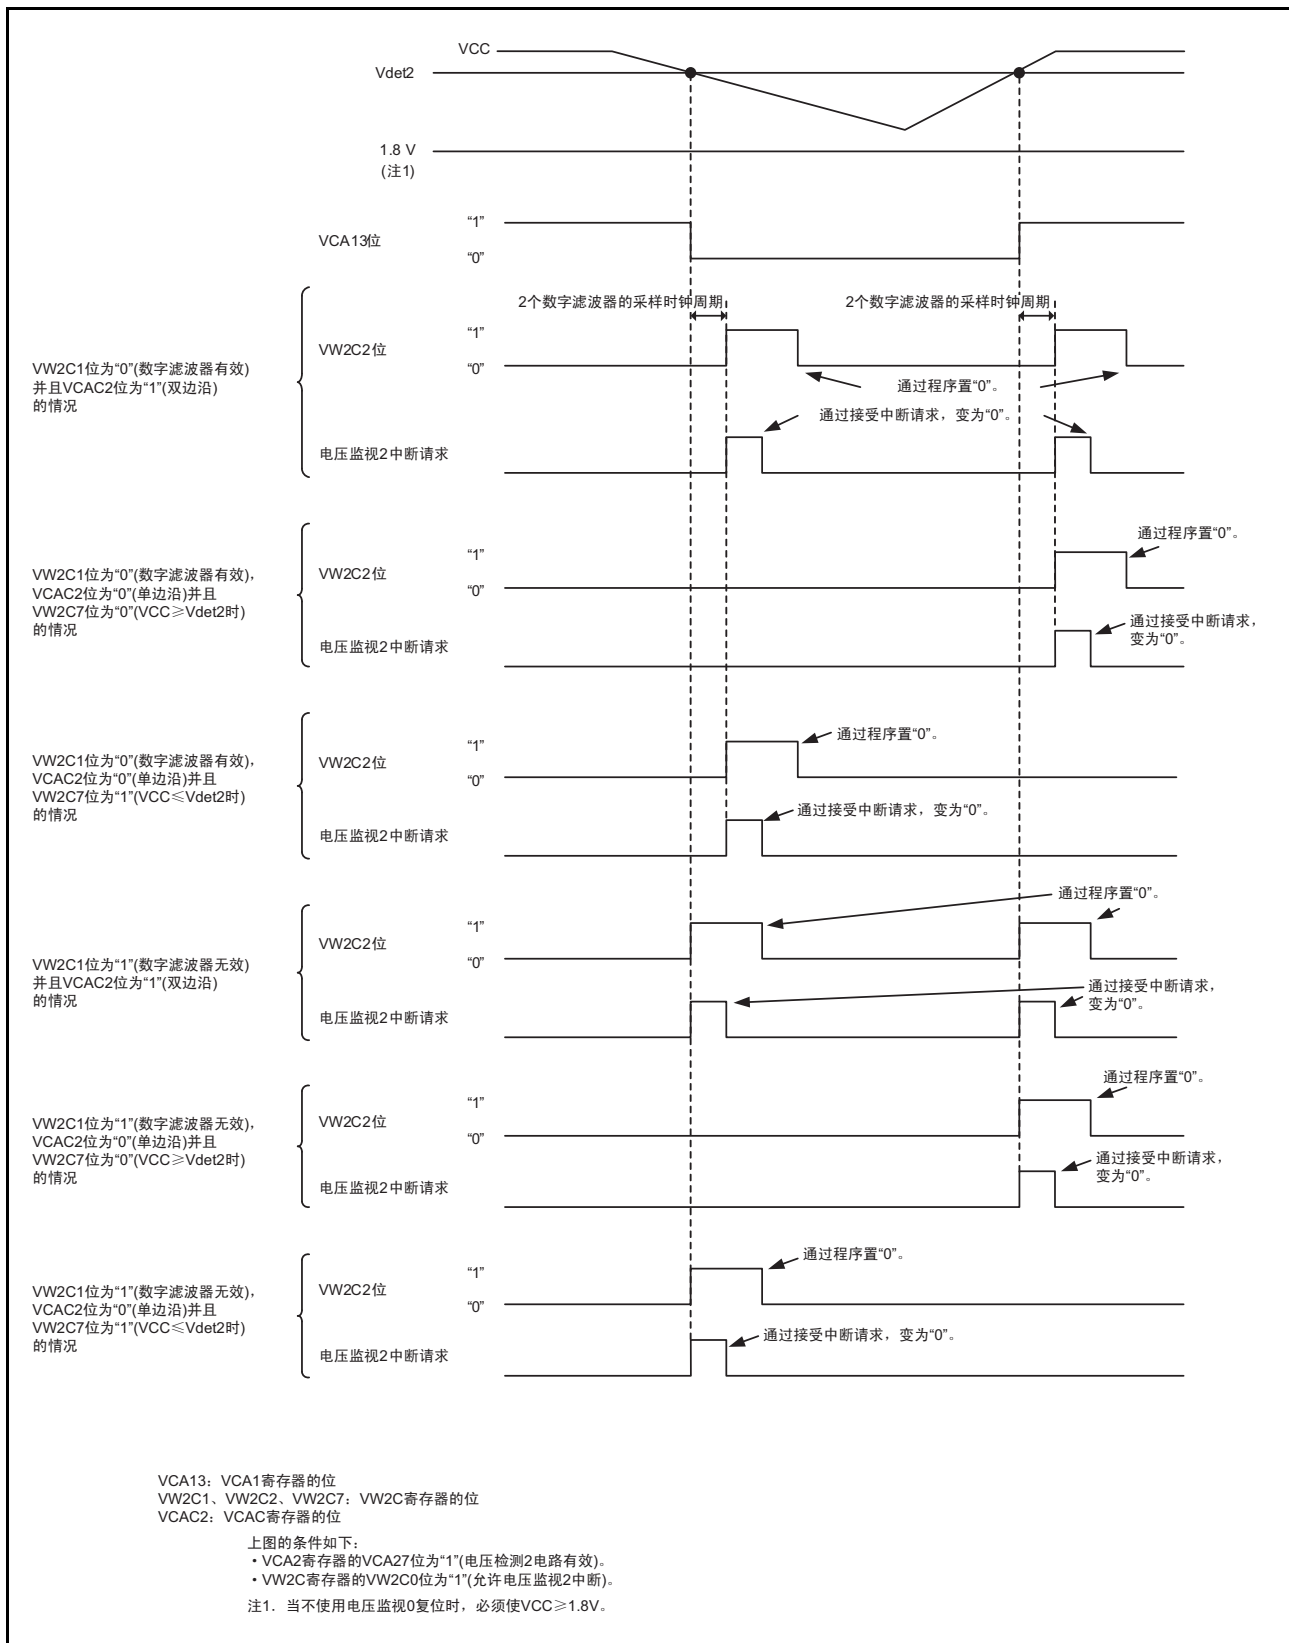 VCC
Vdet2
1.8 V
(注1)
“1”
VCA13位
“0”
2个数字滤波器的采样时钟周期
2个数字滤波器的采样时钟周期
“1”
VW2C2位
“0”
VW2C1位为“0”(数字滤波器有效)
并且VCAC2位为“1”(双边沿)
的情况
通过程序置“0”。
通过接受中断请求，变为“0”。
电压监视2中断请求
通过程序置“0”。
“1”
VW2C2位
“0”
VW2C1位为“0”(数字滤波器有效)，
VCAC2位为“0”(单边沿)并且
VW2C7位为“0”(VCC≥Vdet2时)
的情况
通过接受中断请求，
变为“0”。
电压监视2中断请求
通过程序置“0”。
“1”
VW2C2位
“0”
VW2C1位为“0”(数字滤波器有效)，
VCAC2位为“0”(单边沿)并且
VW2C7位为“1”(VCC≤Vdet2时)
的情况
通过接受中断请求，变为“0”。
电压监视2中断请求
通过程序置“0”。
“1”
VW2C2位
“0”
VW2C1位为“1”(数字滤波器无效)
并且VCAC2位为“1”(双边沿)
的情况
通过接受中断请求，
变为“0”。
电压监视2中断请求
通过程序置“0”。
“1”
VW2C2位
“0”
VW2C1位为“1”(数字滤波器无效)，
VCAC2位为“0”(单边沿)并且
VW2C7位为“0”(VCC≥Vdet2时)
的情况
通过接受中断请求，
变为“0”。
电压监视2中断请求
通过程序置“0”。
“1”
VW2C2位
“0”
VW2C1位为“1”(数字滤波器无效)，
VCAC2位为“0”(单边沿)并且
VW2C7位为“1”(VCC≤Vdet2时)
的情况
通过接受中断请求，变为“0”。
电压监视2中断请求
VCA13：VCA1寄存器的位
VW2C1、VW2C2、VW2C7：VW2C寄存器的位
VCAC2：VCAC寄存器的位
上图的条件如下：
・VCA2寄存器的VCA27位为“1”(电压检测2电路有效)。
・VW2C寄存器的VW2C0位为“1”(允许电压监视2中断)。
注1. 当不使用电压监视0复位时，必须使VCC≥1.8V。